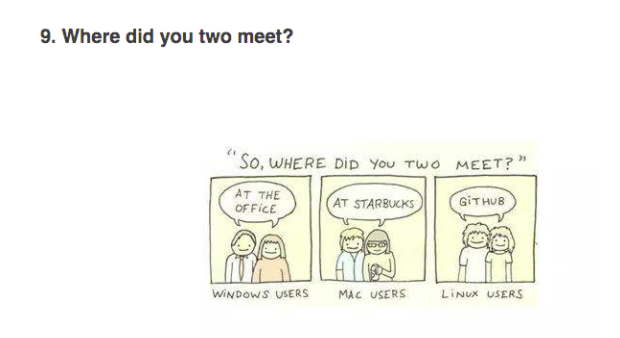 9. Where did you two meet?
"SO, WHERE DID YOU TWO MEET?"
AT THE
OFFICE
AT STARBUCKS
GITHUB
WINDOWS USERS
MAC USERS
LINUX USERS